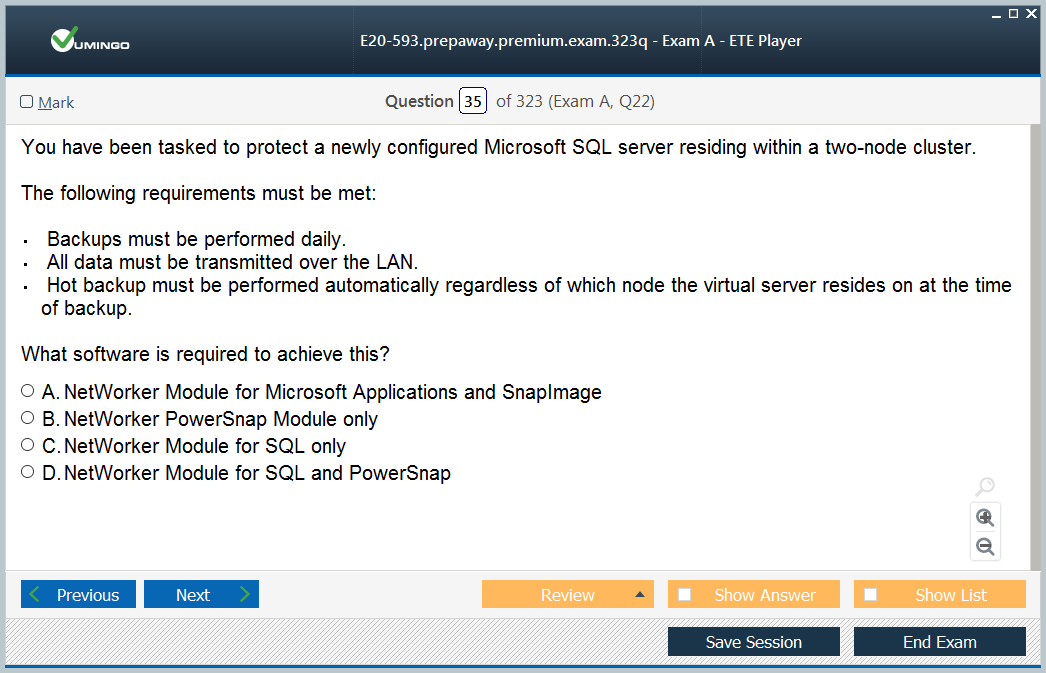 VUMINGO
E20-593.prepaway.premium.exam.323q - Exam A - ETE Player
Mark
Question 35 of 323 (Exam A, Q22)
You have been tasked to protect a newly configured Microsoft SQL server residing within a two-node cluster.
The following requirements must be met:
· Backups must be performed daily.
· All data must be transmitted over the LAN.
· Hot backup must be performed automatically regardless of which node the virtual server resides on at the time
of backup.
What software is required to achieve this?
A. NetWorker Module for Microsoft Applications and SnapImage
B. NetWorker PowerSnap Module only
C. NetWorker Module for SQL only
D. NetWorker Module for SQL and PowerSnap
Previous Next Review Show Answer Show List
Save Session End Exam